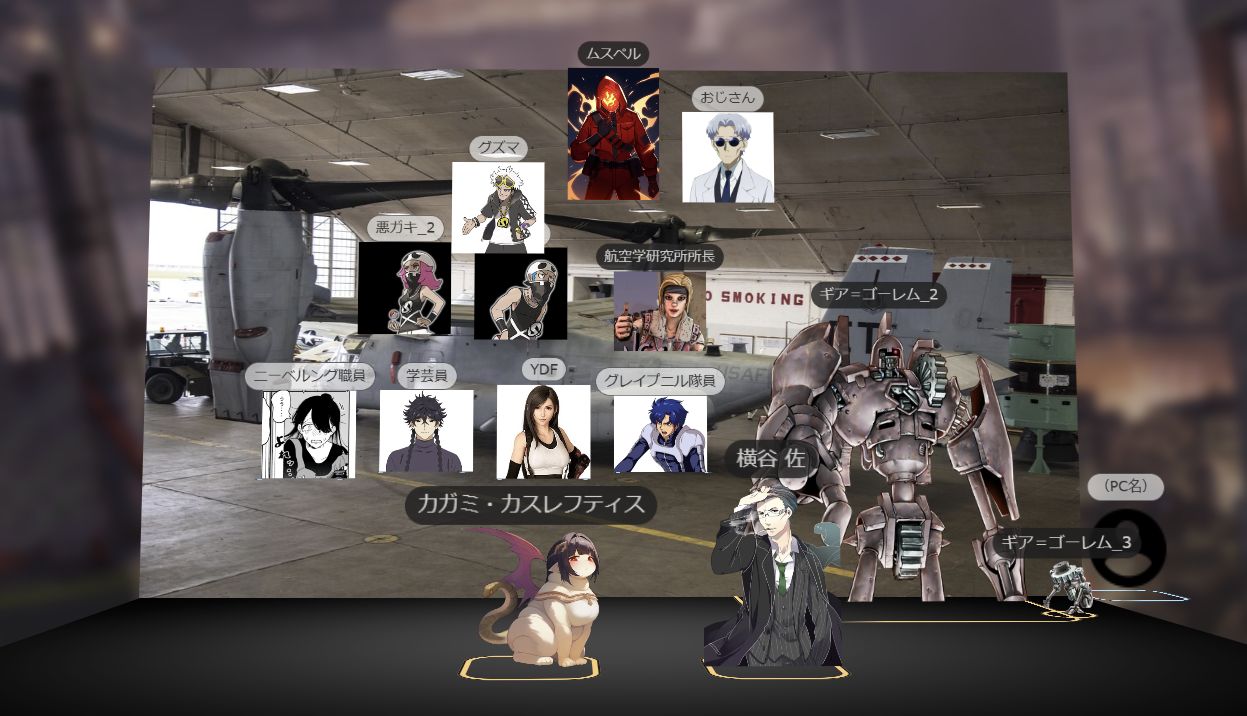 ムスペル
おじさん
グズマ
悪ガキ_2
航空学研究所所長
O SMOKING
ギア=ゴーレム_2
ニーベルング職員
学芸員
YDF
グレイプニル隊員
横谷 佐
(PC名)
カガミ・カスレフティス
ギア=ゴーレム_3